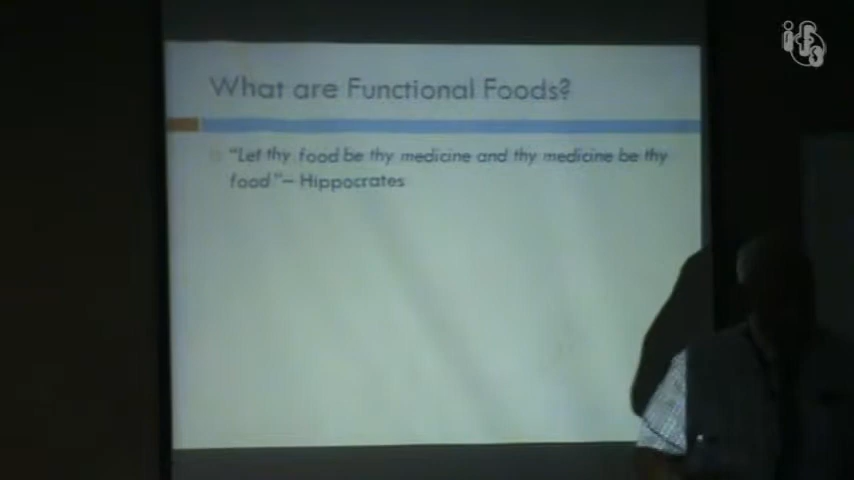 What are Functional Foods?
"Let thy food be thy medicine and thy medicine be thy
food"– Hippocrates